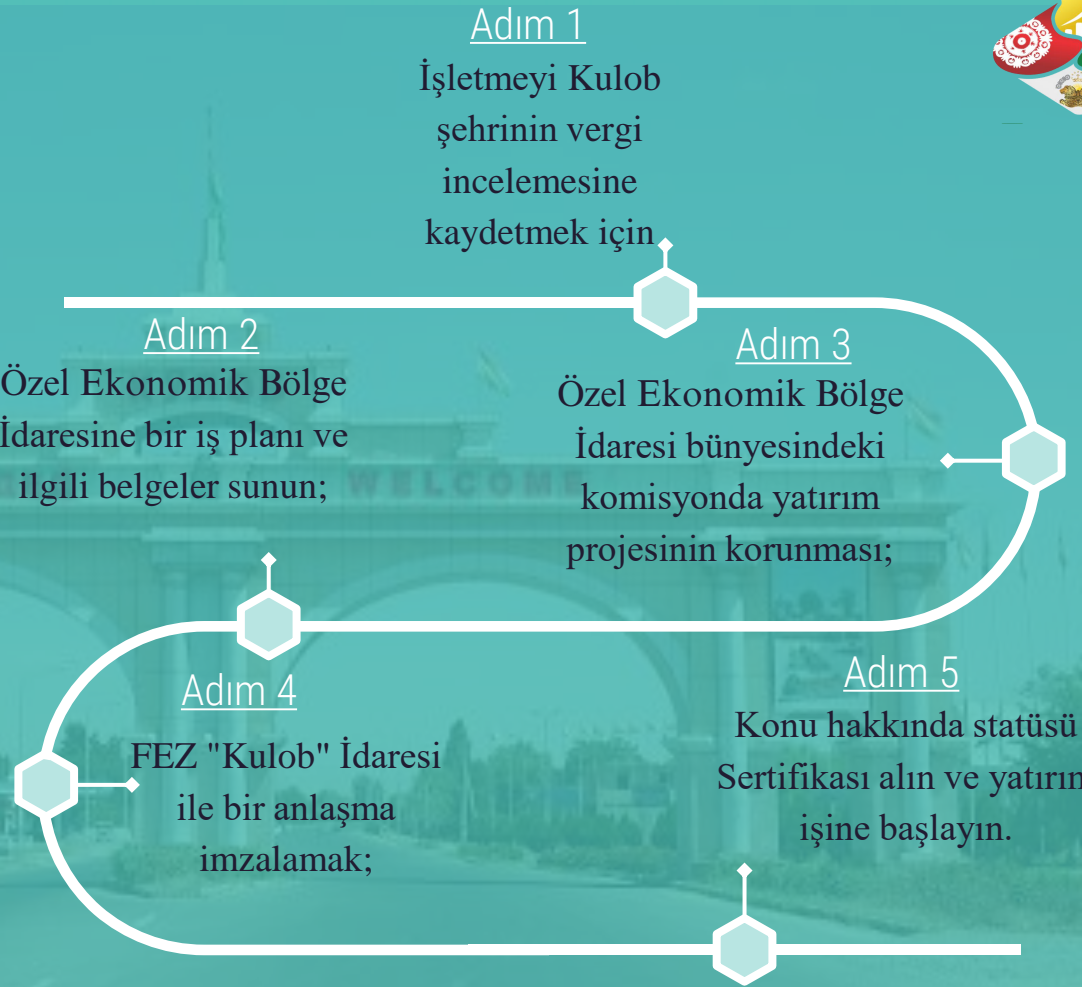 Adım 1
İşletmeyi Kulob
şehrinin vergi
incelemesine
kaydetmek için
Adım 2
Özel Ekonomik Bölge
İdaresine bir iş planı ve
ilgili belgeler sunun;
Adım 3
Özel Ekonomik Bölge
İdaresi bünyesindeki
komisyonda yatırım
projesinin korunması;
WELCOME
Adım 4
FEZ "Kulob" İdaresi
ile bir anlaşma
imzalamak;
Adım 5
Konu hakkında statüsü
Sertifikası alın ve yatırım
işine başlayın.